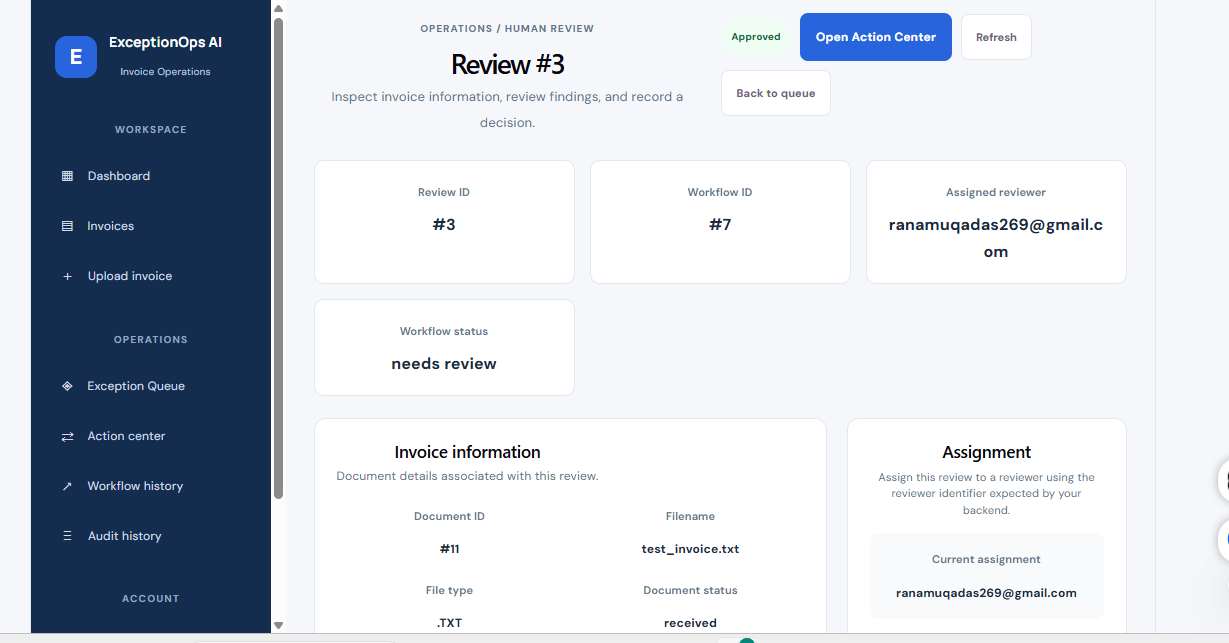 E
ExceptionOps AI
Invoice Operations
WORKSPACE
Dashboard
Invoices
Upload invoice
OPERATIONS
Exception Queue
Action center
Workflow history
Audit history
ACCOUNT
OPERATIONS / HUMAN REVIEW
Review #3
Inspect invoice information, review findings, and record a
decision.
Approved
Open Action Center
Refresh
Back to queue
Review ID
#3
Workflow ID
#7
Assigned reviewer
ranamuqadas269@gmail.c
om
Workflow status
needs review
Invoice information
Document details associated with this review.
Document ID
#11
Filename
test_invoice.txt
File type
.TXT
Document status
received
Assignment
Assign this review to a reviewer using the
reviewer identifier expected by your
backend.
Current assignment
ranamuqadas269@gmail.com